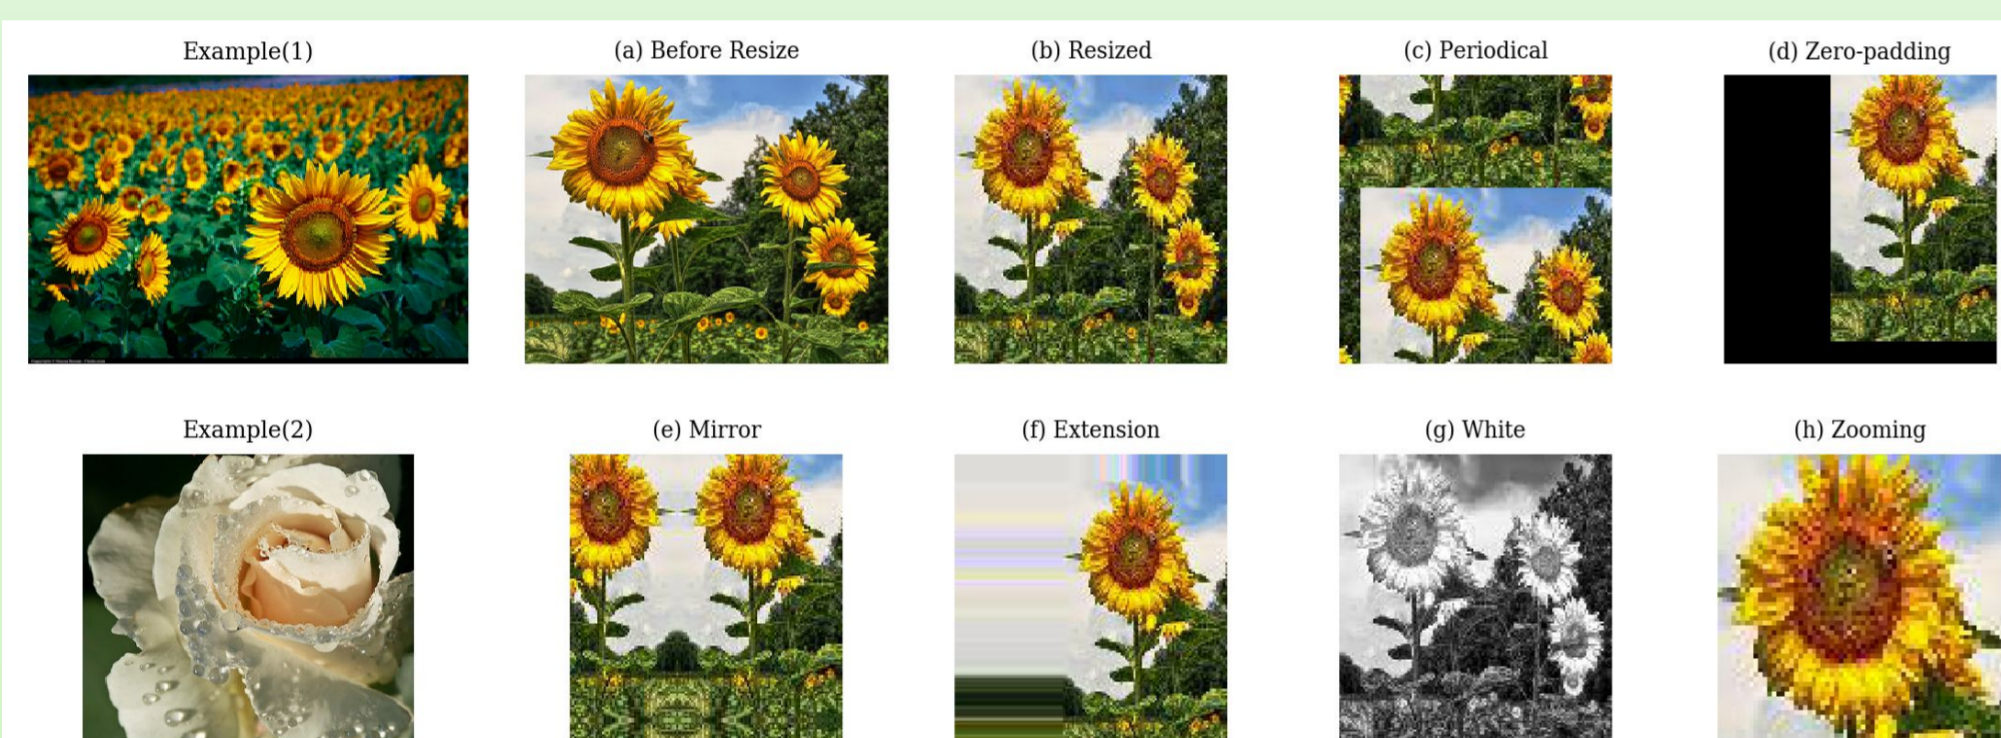 Example(1)
(a) Before Resize
(b) Resized
(c) Periodical
(d) Zero-padding
Example(2)
(e) Mirror
(f) Extension
(g) White
(h) Zooming